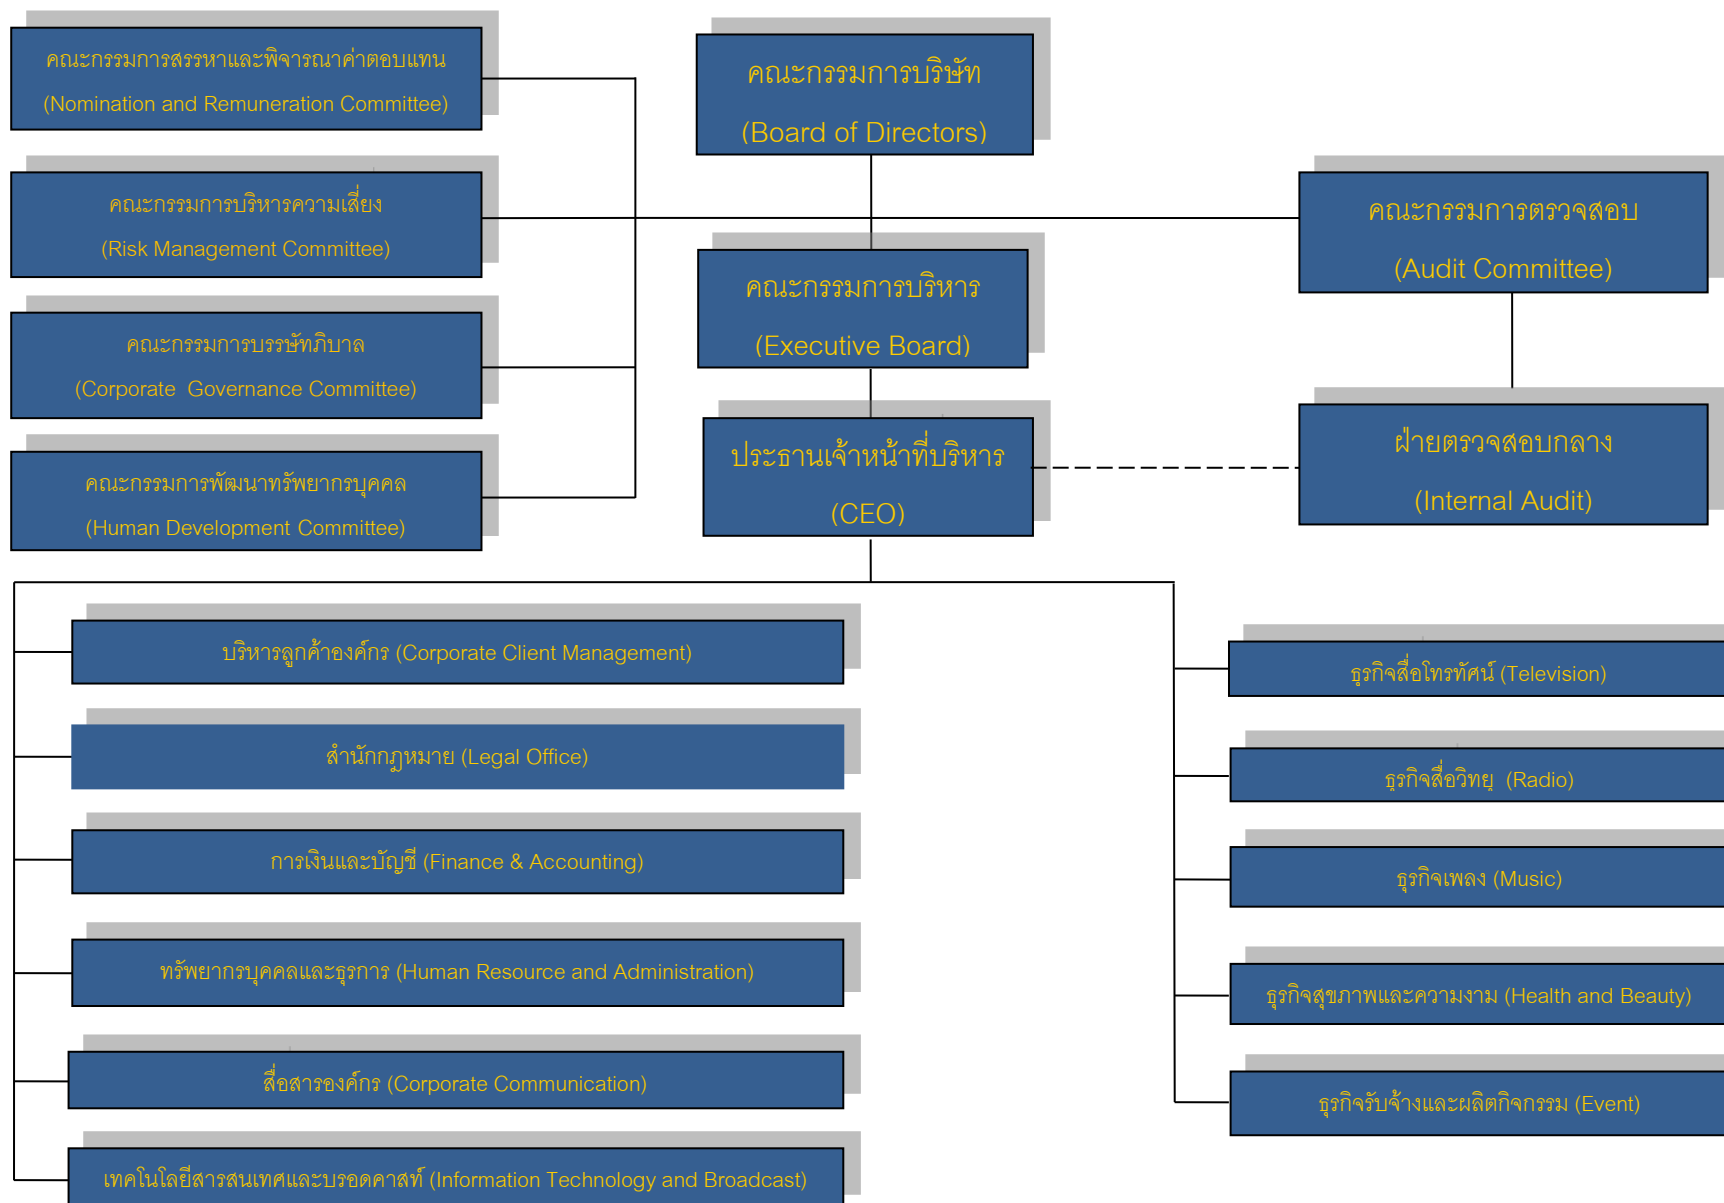 คณะกรรมการสรรหาและพิจารณาค่าตอบแทน
(Nomination and Remuneration Committee)
คณะกรรมการบริษัท
(Board of Directors)
คณะกรรมการบริหารความเสี่ยง
(Risk Management Committee)
คณะกรรมการตรวจสอบ
(Audit Committee)
คณะกรรมการบริหาร
(Executive Board)
คณะกรรมการบรรษัทภิบาล
(Corporate Governance Committee)
ประธานเจ้าหน้าที่บริหาร
(CEO)
ฝ่ายตรวจสอบกลาง
(Internal Audit)
คณะกรรมการพัฒนาทรัพยากรบุคคล
(Human Development Committee)
บริหารลูกค้าองค์กร (Corporate Client Management)
สำนักกฎหมาย (Legal Office)
การเงินและบัญชี (Finance & Accounting)
ทรัพยากรบุคคลและธุรการ (Human Resource and Administration)
สื่อสารองค์กร (Corporate Communication)
เทคโนโลยีสารสนเทศและบรอดคาสท์ (Information Technology and Broadcast)
ธุรกิจสื่อโทรทัศน์ (Television)
ธุรกิจสื่อวิทยุ (Radio)
ธุรกิจเพลง (Music)
ธุรกิจสุขภาพและความงาม (Health and Beauty)
ธุรกิจรับจ้างและผลิตกิจกรรม (Event)